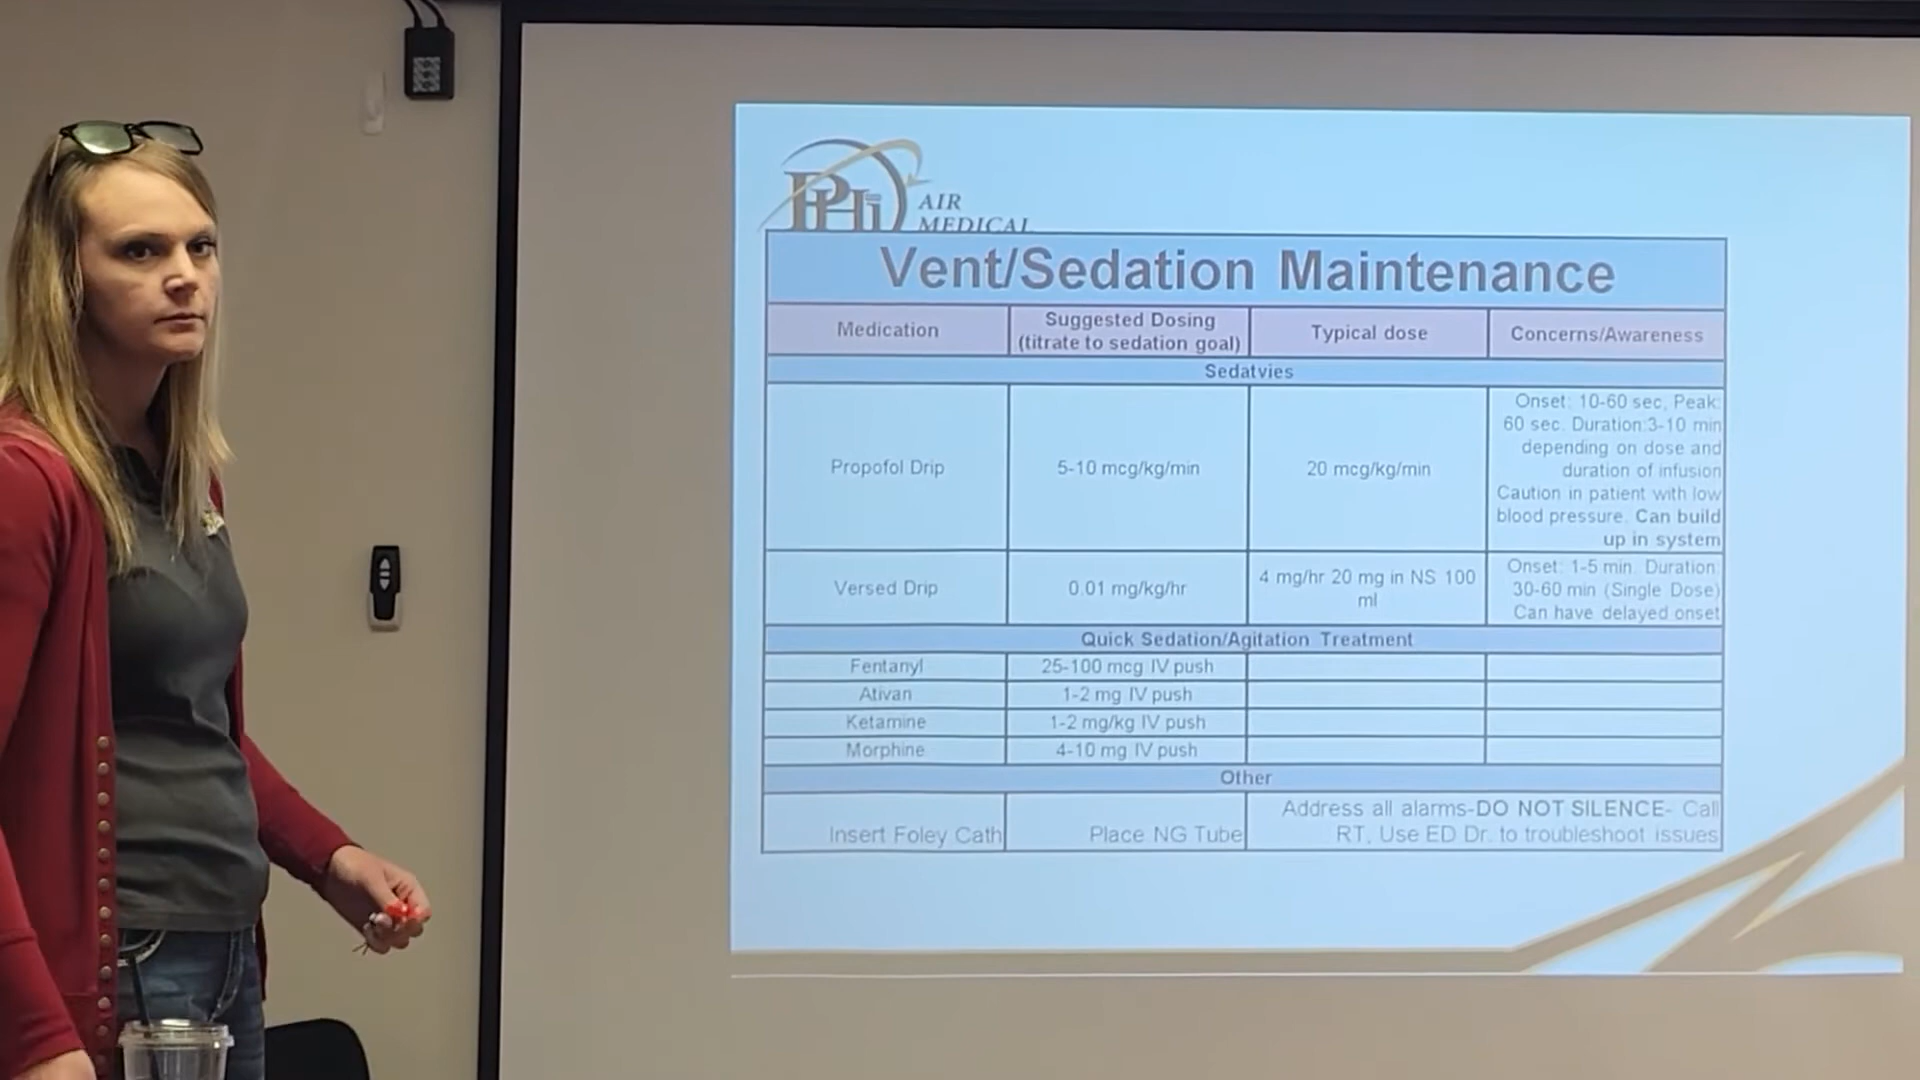 PHi
AIR
MEDICAL
Vent/Sedation Maintenance
Medication
Suggested Dosing
(titrate to sedation goal)
Typical dose
Concerns/Awareness
Sedatvies
Propofol Drip
5-10 mcg/kg/min
20 mcg/kg/min
Onset: 10-60 sec, Peak:
60 sec. Duration:3-10 min
depending on dose and
duration of infusion
Caution in patient with low
blood pressure. Can build
up in system
Versed Drip
0.01 mg/kg/hr
4 mg/hr 20 mg in NS 100
ml
Onset: 1-5 min. Duration:
30-60 min (Single Dose)
Can have delayed onset
Quick Sedation/Agitation Treatment
Fentanyl
25-100 mcg IV push
Ativan
1-2 mg IV push
Ketamine
1-2 mg/kg IV push
Morphine
4-10 mg IV push
Other
Insert Foley Cath
Place NG Tube
Address all alarms-DO NOT SILENCE- Call
RT, Use ED Dr. to troubleshoot issues